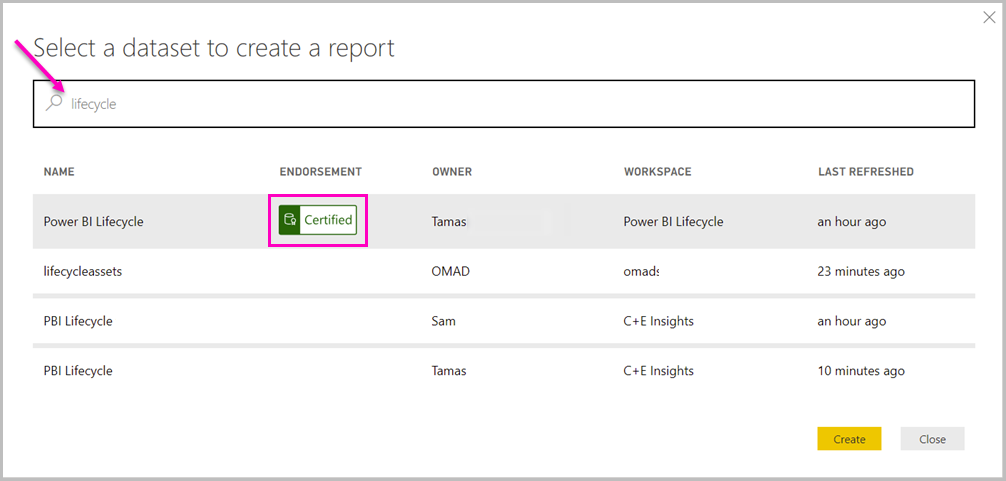 Select a dataset to create a report
lifecycle
NAME ENDORSEMENT OWNER WORKSPACE LAST REFRESHED
Power BI Lifecycle Certified Tamas Power BI Lifecycle an hour ago
lifecycleassets OMAD omads 23 minutes ago
PBI Lifecycle Sam C+E Insights an hour ago
PBI Lifecycle Tamas C+E Insights 10 minutes ago
Create Close